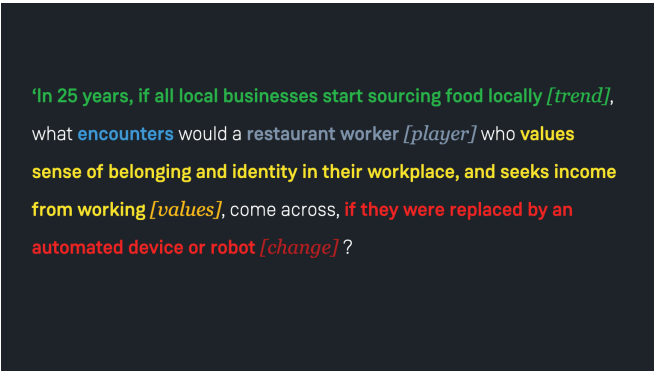 ‘In 25 years, if all local businesses start sourcing food locally [trend],
what encounters would a restaurant worker [player] who values
sense of belonging and identity in their workplace, and seeks income
from working [values], come across, if they were replaced by an
automated device or robot [change] ?